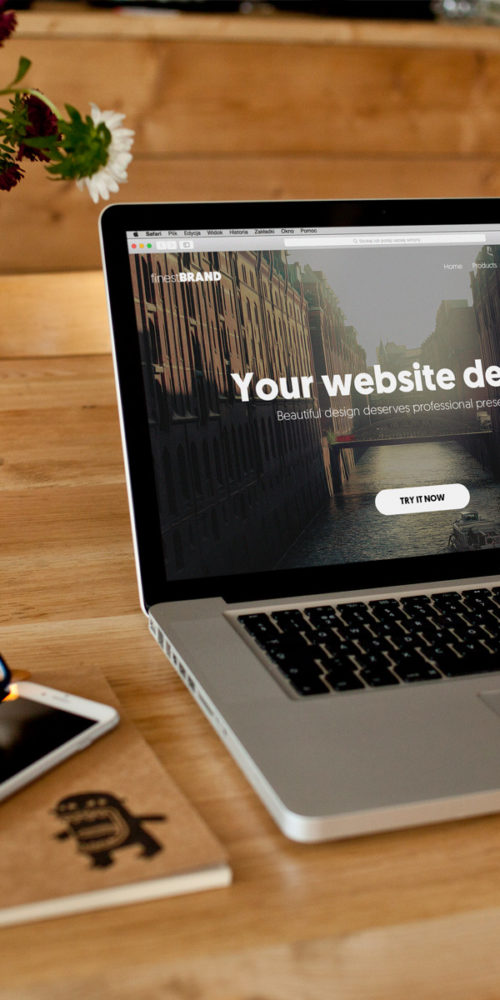 Safari Plik Edycja Widok Historia Zakładki Okno Pomoc
finestBRAND
Home Products
Your website de
Beautiful design deserves professional prese
TRY IT NOW